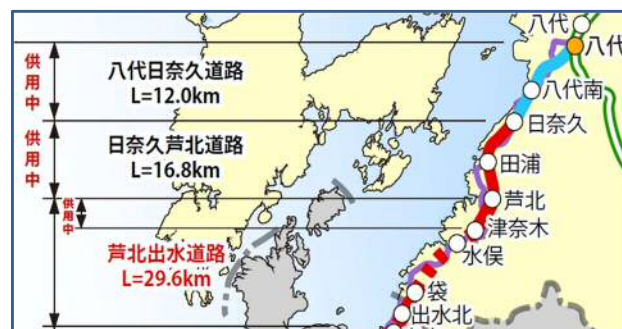 供用中
八代日奈久道路
L=12.0km
供用中
日奈久芦北道路
L=16.8km
供用中
芦北出水道路
L=29.6km
八代
八代
八代南
日奈久
田浦
芦北
津奈木
水俣
袋
出水北